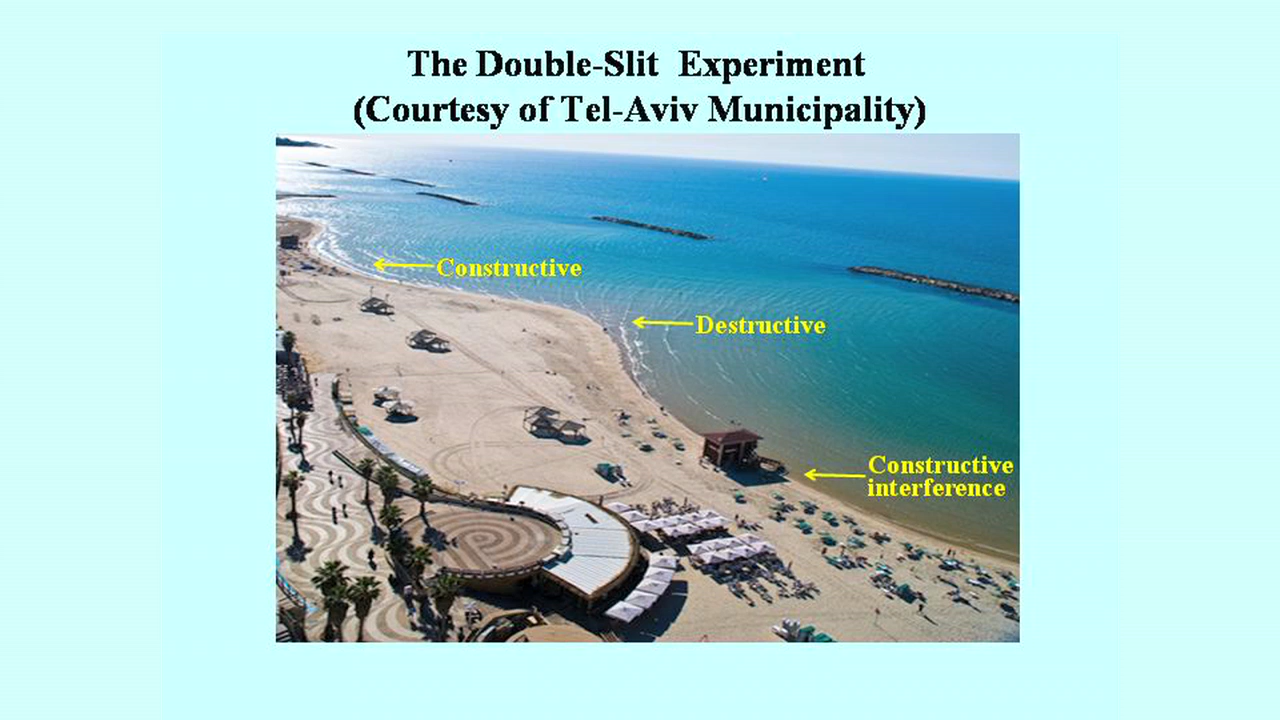 The Double-Slit Experiment
(Courtesy of Tel-Aviv Municipality)
Constructive
Destructive
Constructive
interference